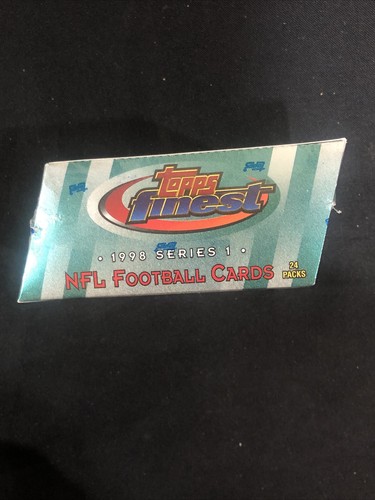 Topps
finest
• 1998 SERIES 1 •
NFL FOOTBALL CARDS
24
PACKS